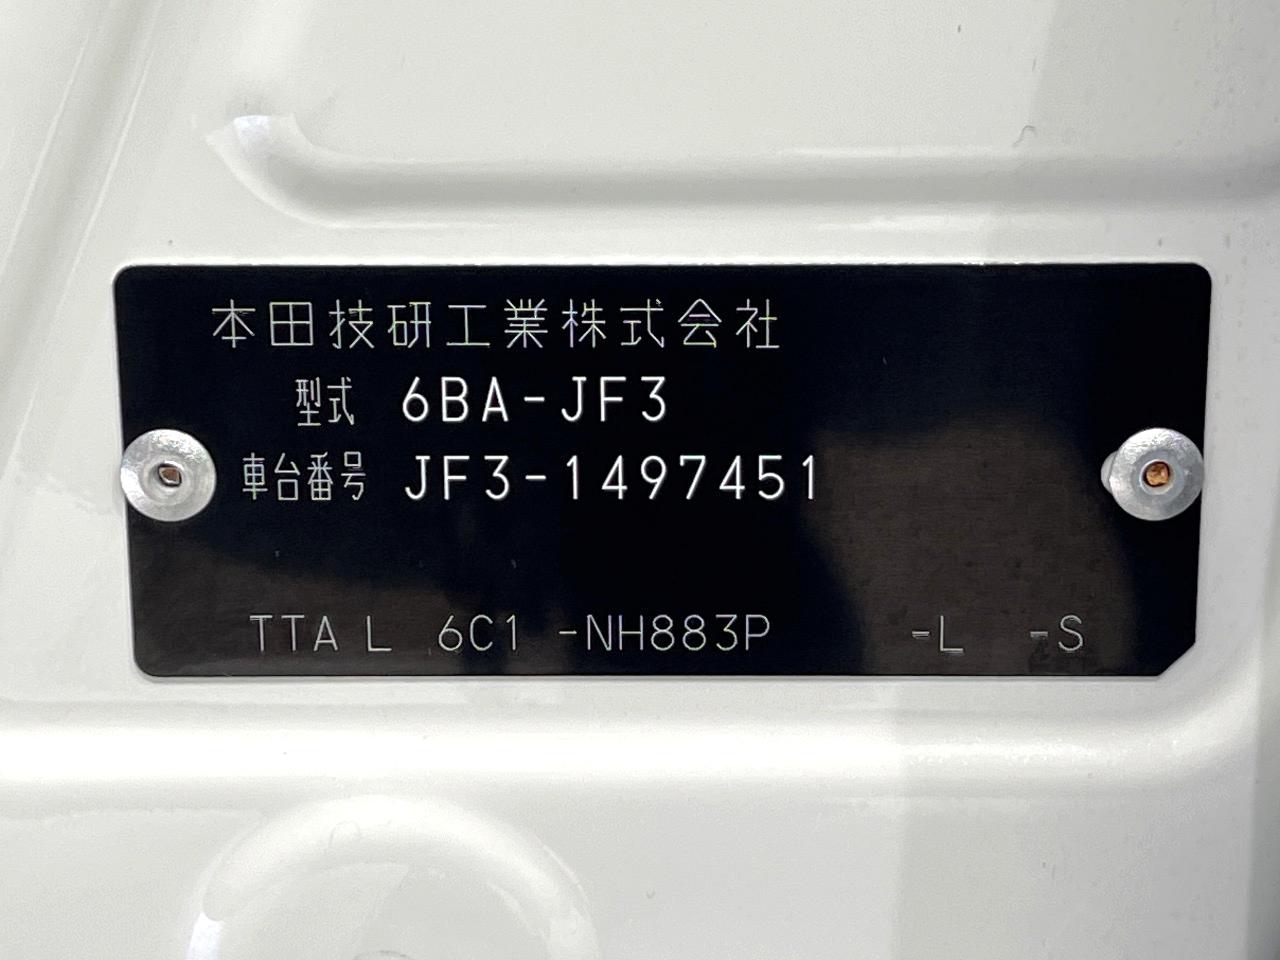 本田技研工業株式会社
型式 6BA-JF3
車台番号 JF3-1497451
TTA L 6C1 -NH883P -L -S